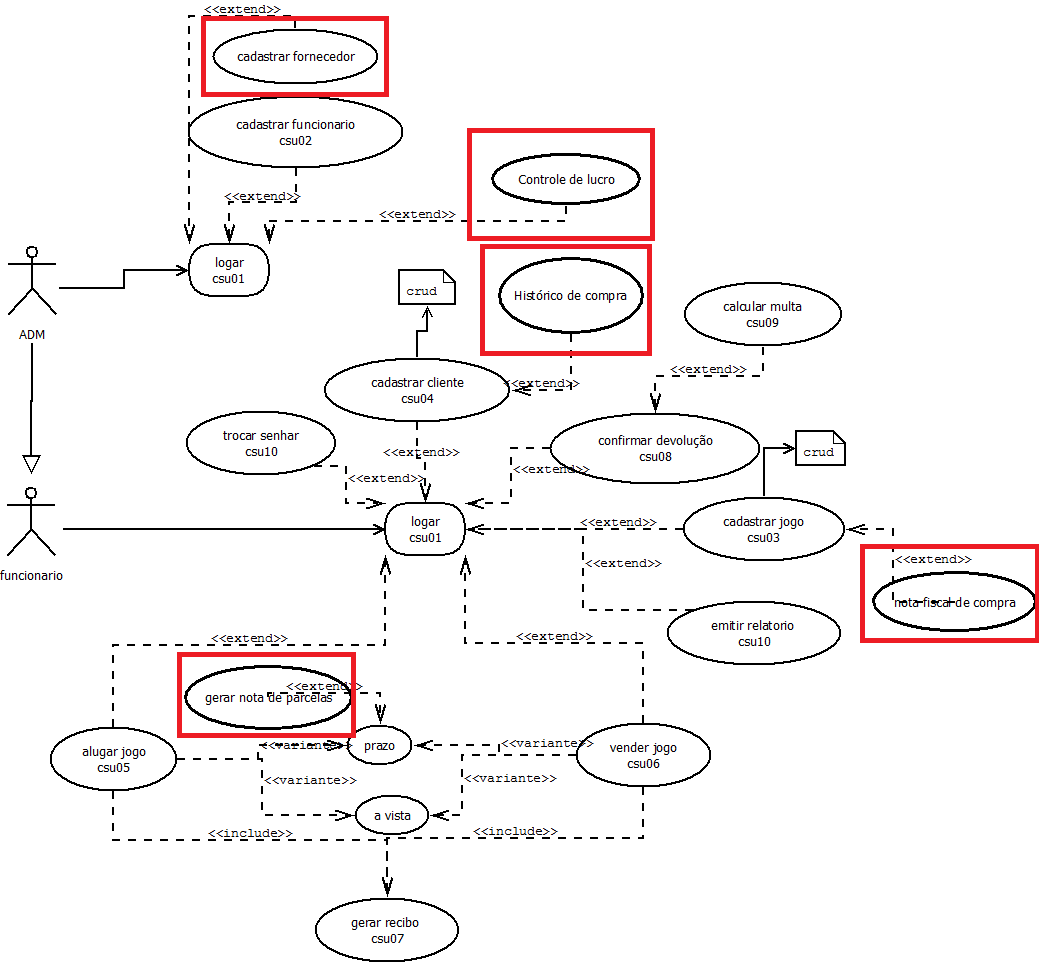 <<extend>>
cadastrar fornecedor
cadastrar funcionario
csu02
<<extend>>
Controle de lucro
<<extend>>
logar
csu01
ADM
crud
Histórico de compra
calcular multa
csu09
<<extend>>
cadastrar cliente
csu04
<<extend>>
trocar senhar
csu10
<<extend>>
<<extend>>
confirmar devolução
csu08
<<extend>>
crud
logar
csu01
<<extend>>
cadastrar jogo
csu03
funcionario
<<extend>>
<<extend>>
nota fiscal de compra
emitir relatorio
csu10
<<extend>>
<<extend>>
<<extend>>
gerar nota de parcelas
alugar jogo
csu05
<<variante>>
prazo
<<variante>>
vender jogo
csu06
<<variante>>
<<variante>>
a vista
<<include>>
<<include>>
gerar recibo
csu07